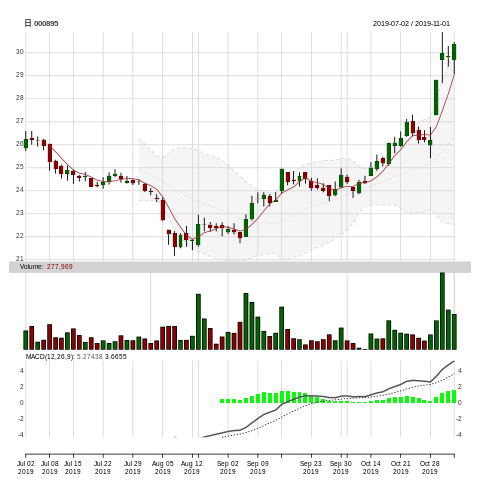 日 000895
2019-07-02 / 2019-11-01
30
29
28
27
26
25
24
23
22
21
Volume: 277,969
MACD(12,26,9): 5.27438 3.6655
4 4
2 2
0 0
-2 -2
-4 -4
Jul 02 Jul 08 Jul 15 Jul 22 Jul 29 Aug 05 Aug 12 Sep 02 Sep 09 Sep 23 Sep 30 Oct 14 Oct 21 Oct 28
2019 2019 2019 2019 2019 2019 2019 2019 2019 2019 2019 2019 2019 2019